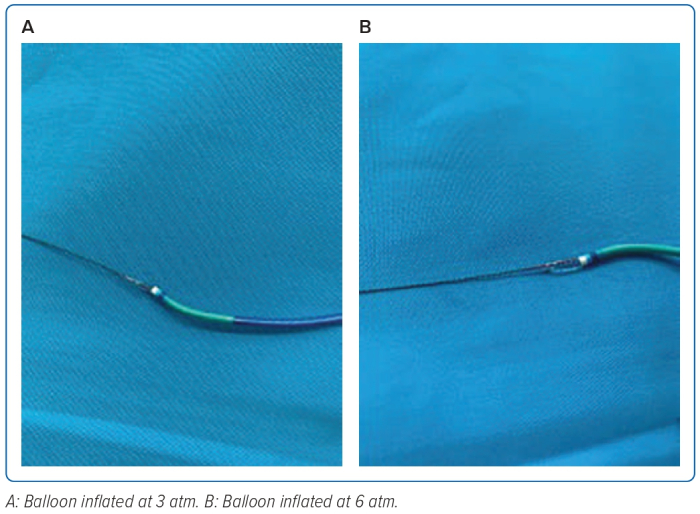 A
B
A: Balloon inflated at 3 atm. B: Balloon inflated at 6 atm.